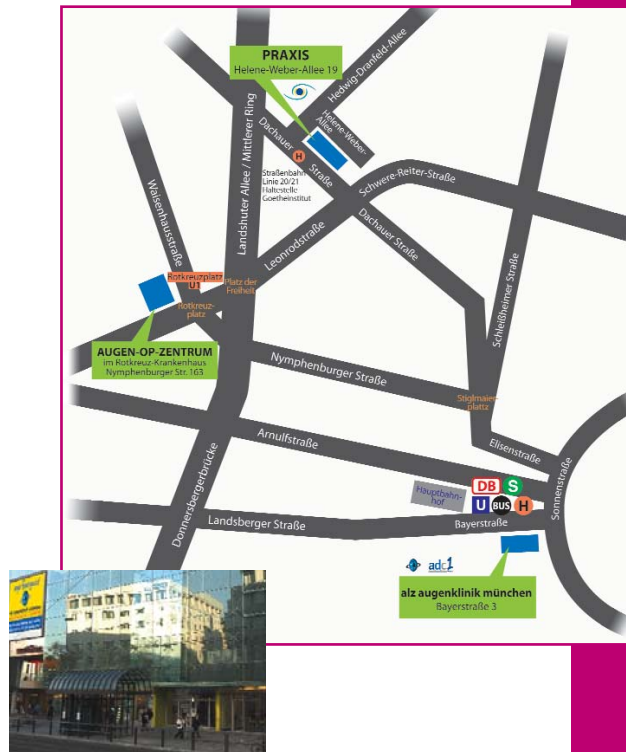 PRAXIS
Helene-Weber-Allee 19
Hedwig-Dranfeld-Allee
Helene-Weber-
Allee
Dachauer
Straße
H
Straßenbahn
Linie 20/21
Haltestelle
Goetheinstitut
Landshuter Allee / Mittlerer Ring
Waisenhausstraße
Schwere-Reiter-Straße
Leonrodstraße
Dachauer Straße
Schleißheimer Straße
Rotkreuzplatz
U1
Platz der
Freiheit
Rotkreuz-
platz
AUGEN-OP-ZENTRUM
im Rotkreuz-Krankenhaus
Nymphenburger Str. 163
Nymphenburger Straße
Stiglmaier
plattz
Elisenstraße
Arnulfstraße
Donnersbergerbrücke
Sonnenstraße
DB S
Hauptbahn-
hof
U BUS H
Landsberger Straße
Bayerstraße
adc1
alz augenklinik münchen
Bayerstraße 3